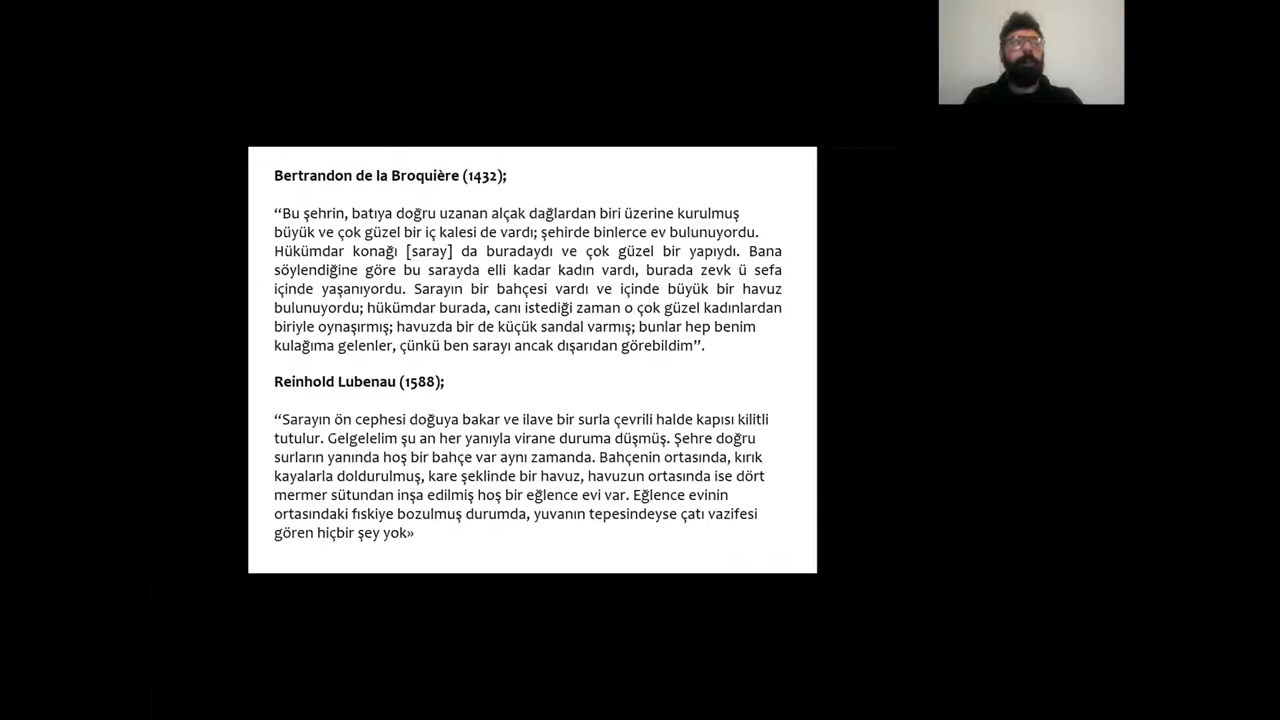 Bertrandon de la Broquière (1432);
“Bu şehrin, batıya doğru uzanan alçak dağlardan biri üzerine kurulmuş
büyük ve çok güzel bir iç kalesi de vardı; şehirde binlerce ev bulunuyordu.
Hükümdar konağı [saray] da buradaydı ve çok güzel bir yapıydı. Bana
söylendiğine göre bu sarayda elli kadar kadın vardı, burada zevk ü sefa
içinde yaşanıyordu. Sarayın bir bahçesi vardı ve içinde büyük bir havuz
bulunuyordu; hükümdar burada, canı istediği zaman o çok güzel kadınlardan
biriyle oynaşırmış; havuzda bir de küçük sandal varmış; bunlar hep benim
kulağıma gelenler, çünkü ben sarayı ancak dışarıdan görebildim”.
Reinhold Lubenau (1588);
“Sarayın ön cephesi doğuya bakar ve ilave bir surla çevrili halde kapısı kilitli
tutulur. Gelgelelim şu an her yanıyla virane duruma düşmüş. Şehre doğru
surların yanında hoş bir bahçe var aynı zamanda. Bahçenin ortasında, kırık
kayalarla doldurulmuş, kare şeklinde bir havuz, havuzun ortasında ise dört
mermer sütundan inşa edilmiş hoş bir eğlence evi var. Eğlence evinin
ortasındaki fıskiye bozulmuş durumda, yuvanın tepesindeyse çatı vazifesi
gören hiçbir şey yok»